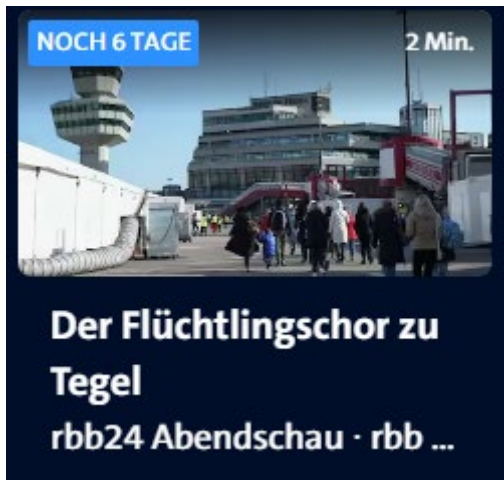 NOCH 6 TAGE
2 Min.
Der Flüchtlingschor zu
Tegel
rbb24 Abendschau · rbb ...